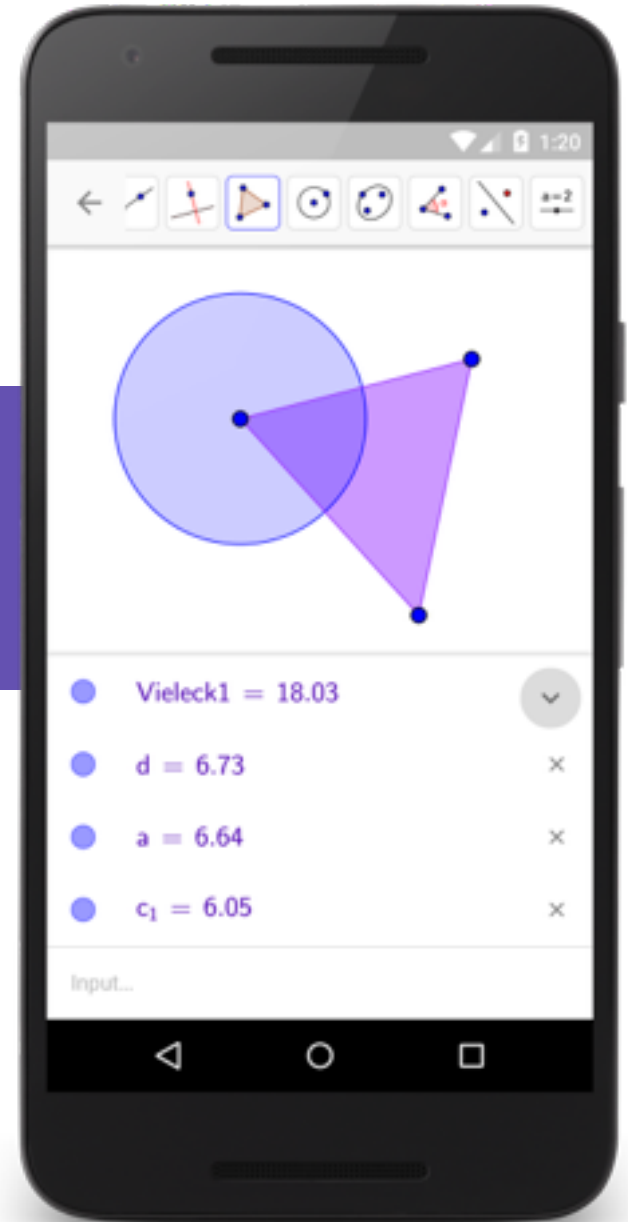 1:20
a=2
Vieleck1 = 18.03
d = 6.73
a = 6.64
c₁ = 6.05
Input...